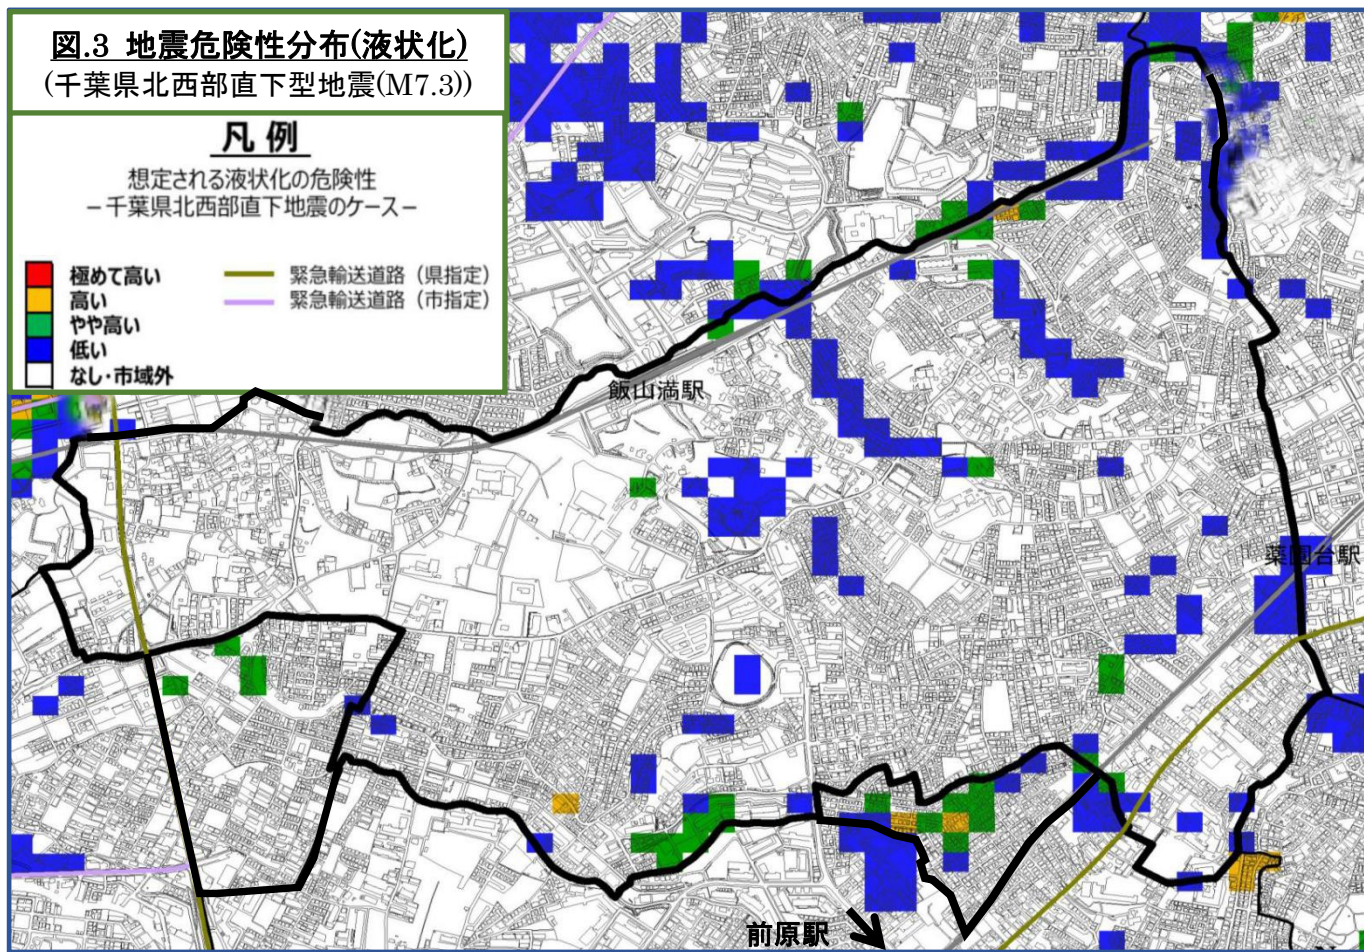 図.3 地震危険性分布(液状化)
(千葉県北西部直下型地震(M7.3))
凡 例
想定される液状化の危険性
－千葉県北西部直下地震のケース－
極めて高い
高い
やや高い
低い
なし・市域外
緊急輸送道路（県指定）
緊急輸送道路（市指定）
飯山満駅
薬園台駅
前原駅